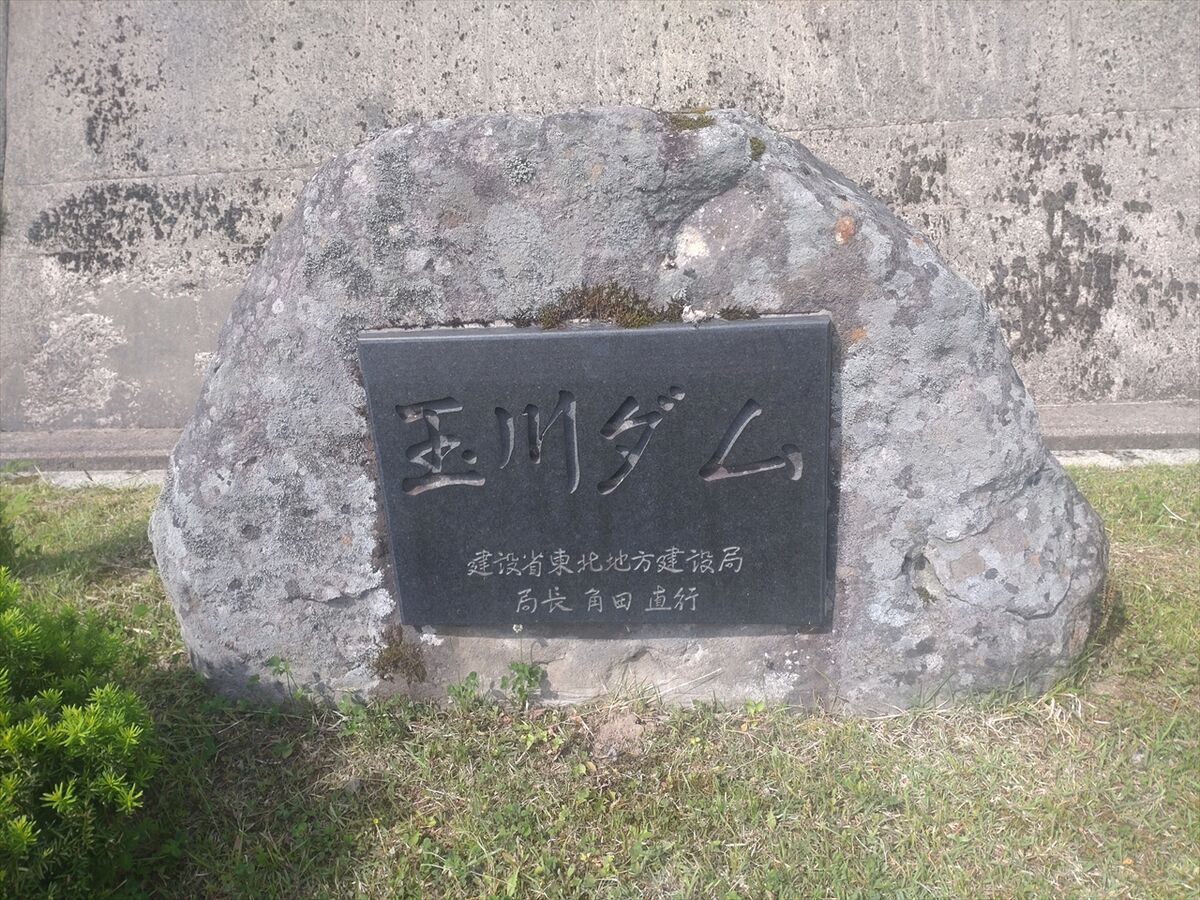 玉川ダム
建設省東北地方建設局
局長 角田 直行